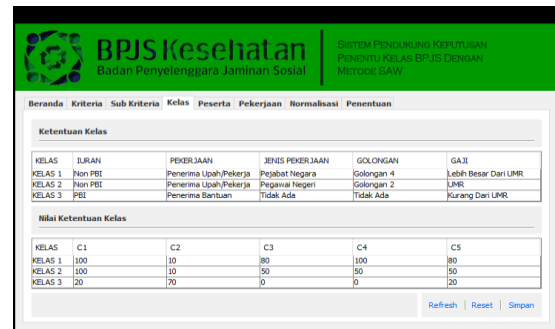 BPJS Kesehatan
Badan Penyelenggara Jaminan Sosial
SISTEM PENDUKUNG KEPUTUSAN
PENENTU KELAS BPJS DENGAN
METODE SAW
Beranda Kriteria Sub Kriteria Kelas Peserta Pekerjaan Normalisasi Penentuan
Ketentuan Kelas
KELAS IURAN PEKERJAAN JENIS PEKERJAAN GOLONGAN GAJI
KELAS 1 Non PBI Penerima Upah/Pekerja Pejabat Negara Golongan 4 Lebih Besar Dari UMR
KELAS 2 Non PBI Penerima Upah/Pekerja Pegawai Negeri Golongan 2 UMR
KELAS 3 PBI Penerima Bantuan Tidak Ada Tidak Ada Kurang Dari UMR
Nilai Ketentuan Kelas
KELAS C1 C2 C3 C4 C5
KELAS 1 100 10 80 100 80
KELAS 2 100 10 50 50 50
KELAS 3 20 70 0 0 20
Refresh | Reset | Simpan